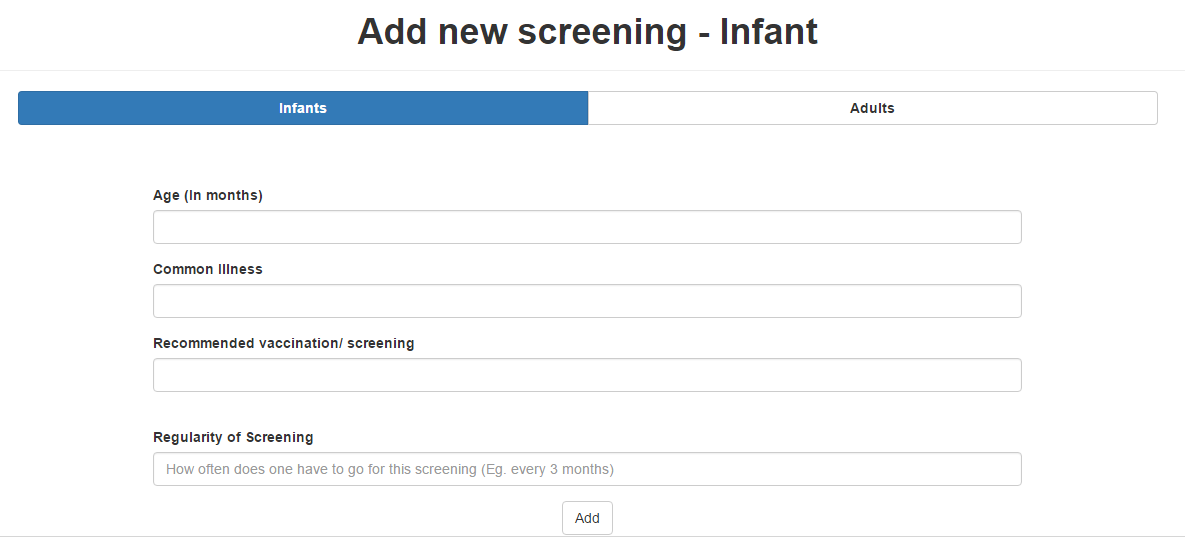 Add new screening - Infant
Infants
Adults
Age (in months)
Common Illness
Recommended vaccination/ screening
Regularity of Screening
How often does one have to go for this screening (Eg. every 3 months)
Add